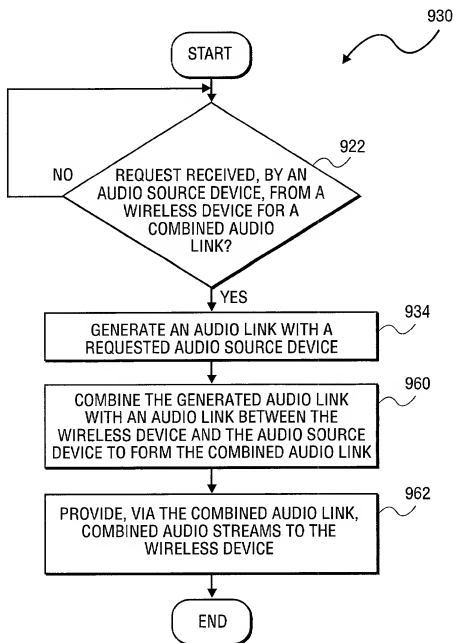 930
START
922
NO
REQUEST RECEIVED, BY AN
AUDIO SOURCE DEVICE, FROM A
WIRELESS DEVICE FOR A
COMBINED AUDIO
LINK?
YES
934
GENERATE AN AUDIO LINK WITH A
REQUESTED AUDIO SOURCE DEVICE
960
COMBINE THE GENERATED AUDIO LINK
WITH AN AUDIO LINK BETWEEN THE
WIRELESS DEVICE AND THE AUDIO SOURCE
DEVICE TO FORM THE COMBINED AUDIO LINK
962
PROVIDE, VIA THE COMBINED AUDIO LINK,
COMBINED AUDIO STREAMS TO THE
WIRELESS DEVICE
END